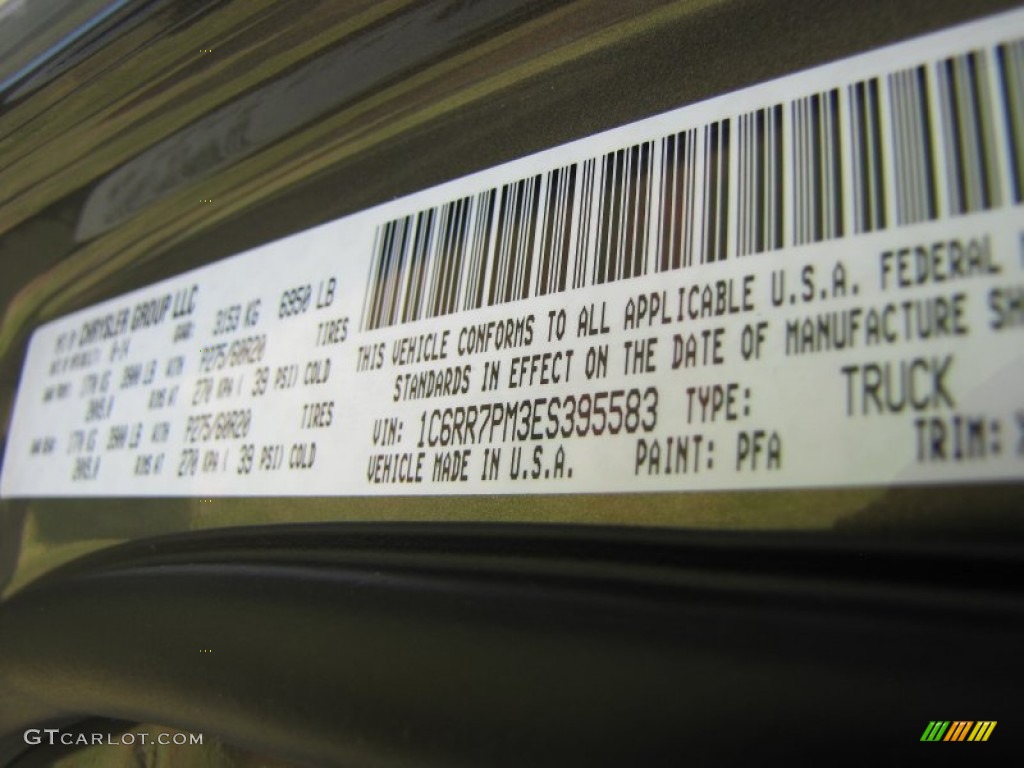 CHRYSLER GROUP LLC
3153 KG 6950 LB
P275/60R20 TIRES
270 KPA ( 39 PSI) COLD
P275/60R20 TIRES
270 KPA ( 39 PSI) COLD
THIS VEHICLE CONFORMS TO ALL APPLICABLE U.S.A. FEDERAL
STANDARDS IN EFFECT ON THE DATE OF MANUFACTURE SH
VIN: 1C6RR7PM3ES395583 TYPE: TRUCK
VEHICLE MADE IN U.S.A. PAINT: PFA TRIM:
GTCARLOT.COM